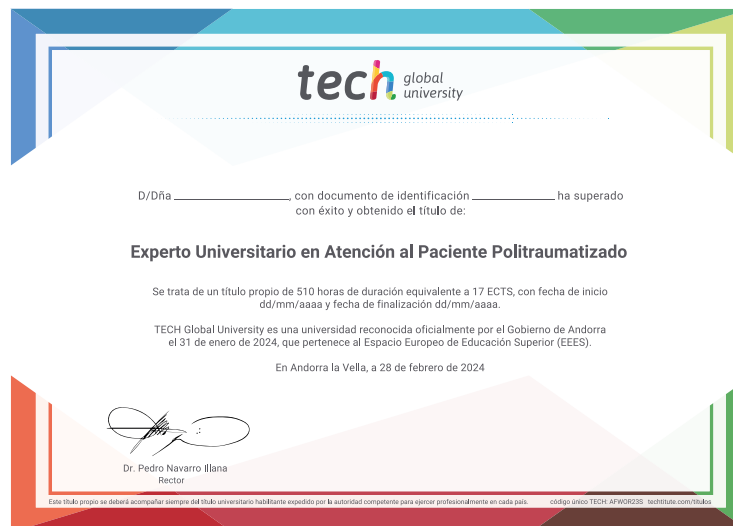 tech global university
D/Dña ____________, con documento de identificación ____________ ha superado
con éxito y obtenido el título de:
Experto Universitario en Atención al Paciente Politraumatizado
Se trata de un título propio de 510 horas de duración equivalente a 17 ECTS, con fecha de inicio
dd/mm/aaaa y fecha de finalización dd/mm/aaaa.
TECH Global University es una universidad reconocida oficialmente por el Gobierno de Andorra
el 31 de enero de 2024, que pertenece al Espacio Europeo de Educación Superior (EEES).
En Andorra la Vella, a 28 de febrero de 2024
Dr. Pedro Navarro Illana
Rector
Este título propio se deberá acompañar siempre del título universitario habilitante expedido por la autoridad competente para ejercer profesionalmente en cada país. código único TECH: AFWOR23S techtitute.com/titulos